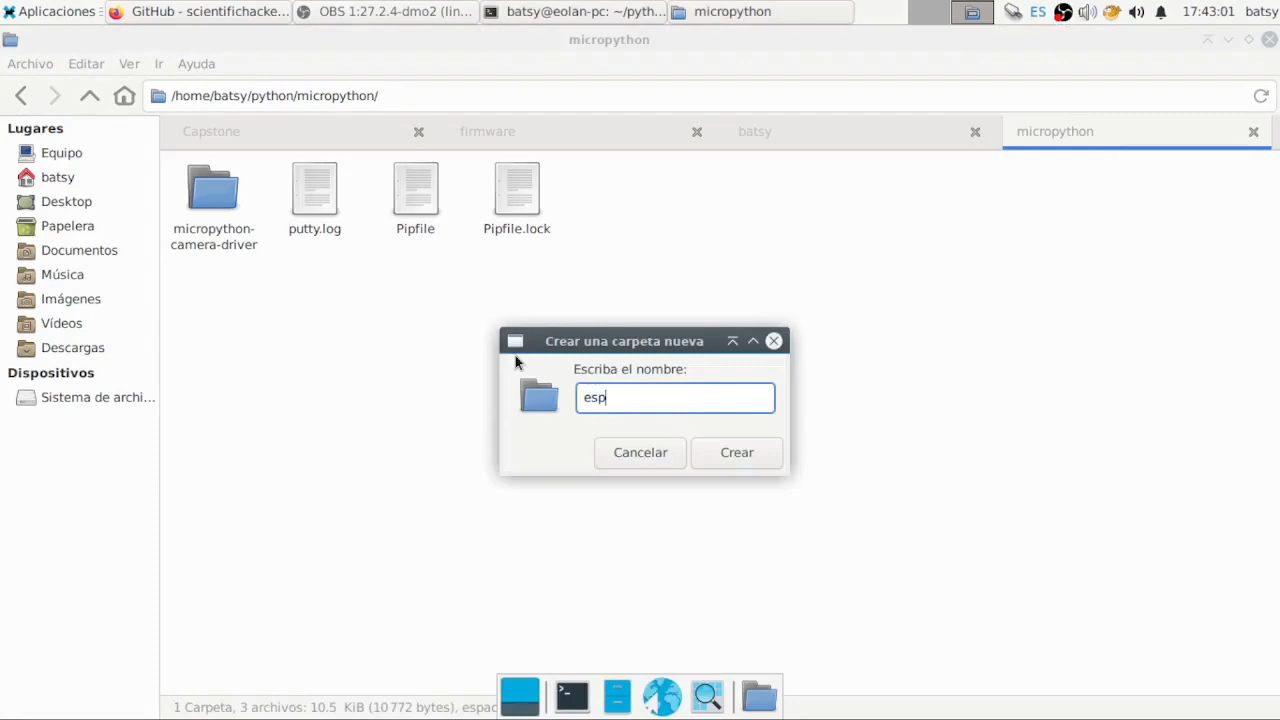 Aplicaciones
GitHub - scientifichacke...
OBS 1:27.2.4-dmo2 (lin...
batsy@eolan-pc: ~/pyth...
micropython
ES
17:43:01
batsy
micropython
Archivo Editar Ver Ir Ayuda
/home/batsy/python/micropython/
Lugares
Equipo
batsy
Desktop
Papelera
Documentos
Música
Imágenes
Vídeos
Descargas
Dispositivos
Sistema de archi...
Capstone
firmware
batsy
micropython
micropython-
camera-driver
putty.log
Pipfile
Pipfile.lock
Crear una carpeta nueva
Escriba el nombre:
esp
Cancelar
Crear
1 Carpeta, 3 archivos: 10.5 KiB (10 772 bytes), espac